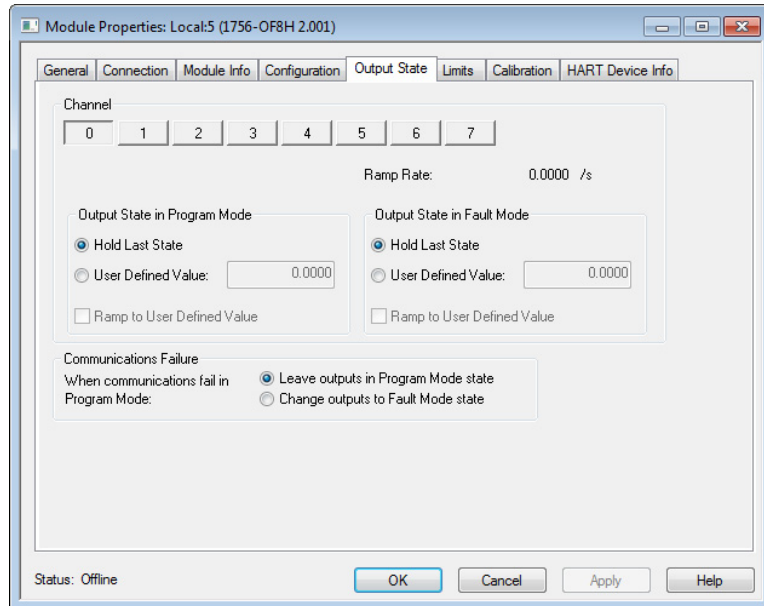 Module Properties: Local:5 (1756-OF8H 2.001)
General Connection Module Info Configuration Output State Limits Calibration HART Device Info
Channel
0 1 2 3 4 5 6 7
Ramp Rate: 0.0000 /s
Output State in Program Mode
Hold Last State
User Defined Value: 0.0000
Ramp to User Defined Value
Output State in Fault Mode
Hold Last State
User Defined Value: 0.0000
Ramp to User Defined Value
Communications Failure
When communications fail in
Program Mode:
Leave outputs in Program Mode state
Change outputs to Fault Mode state
Status: Offline
OK Cancel Apply Help